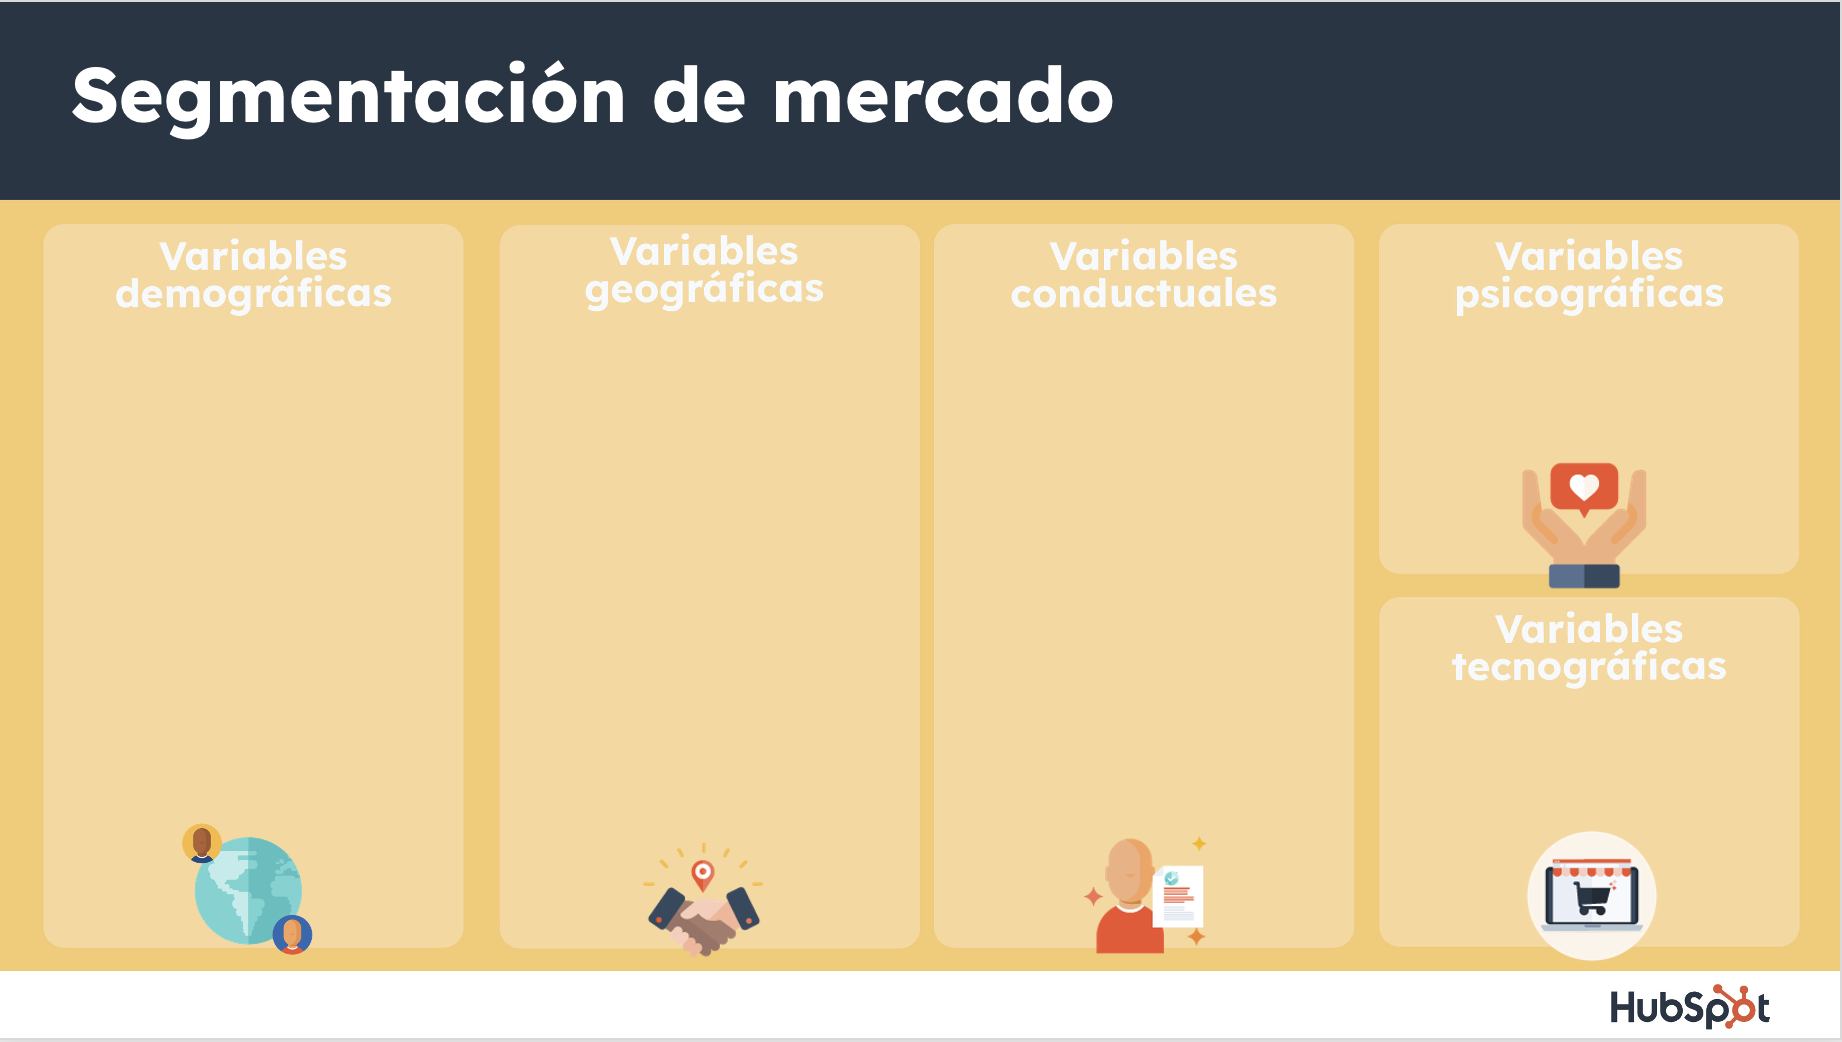 Segmentación de mercado
Variables
demográficas
Variables
geográficas
Variables
conductuales
Variables
psicográficas
Variables
tecnográficas
HubSpot